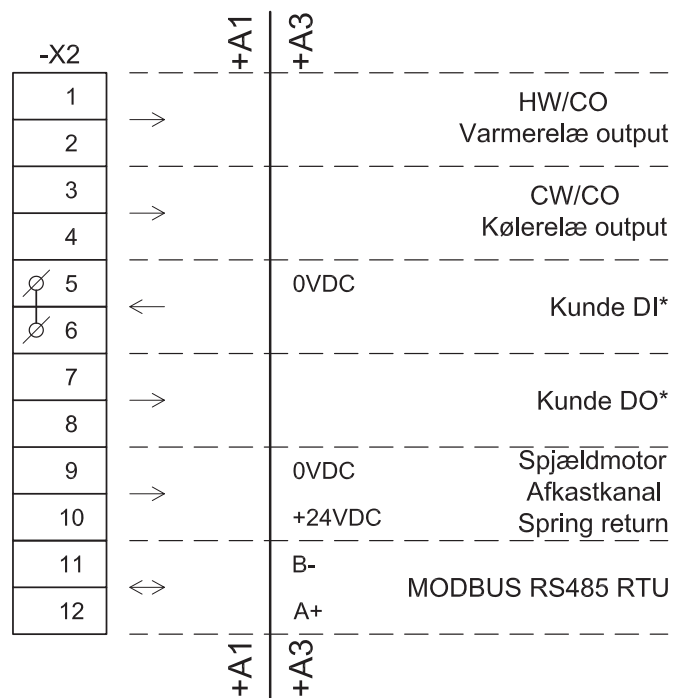 +A1
+A3
-X2
1
2
HW/CO
Varmerelæ output
3
4
CW/CO
Kølerelæ output
5
0VDC
6
Kunde DI*
7
8
Kunde DO*
9
0VDC
Spjældmotor
Afkastkanal
10
+24VDC
Spring return
11
B-
MODBUS RS485 RTU
12
A+
+A1
+A3